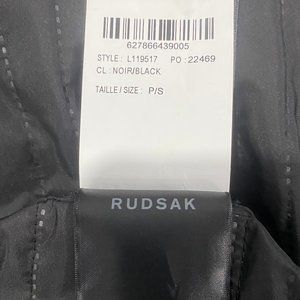 627866439005
STYLE : L119517 PO : 22469
CL : NOIR/BLACK
TAILLE / SIZE : P/S
RUDSAK